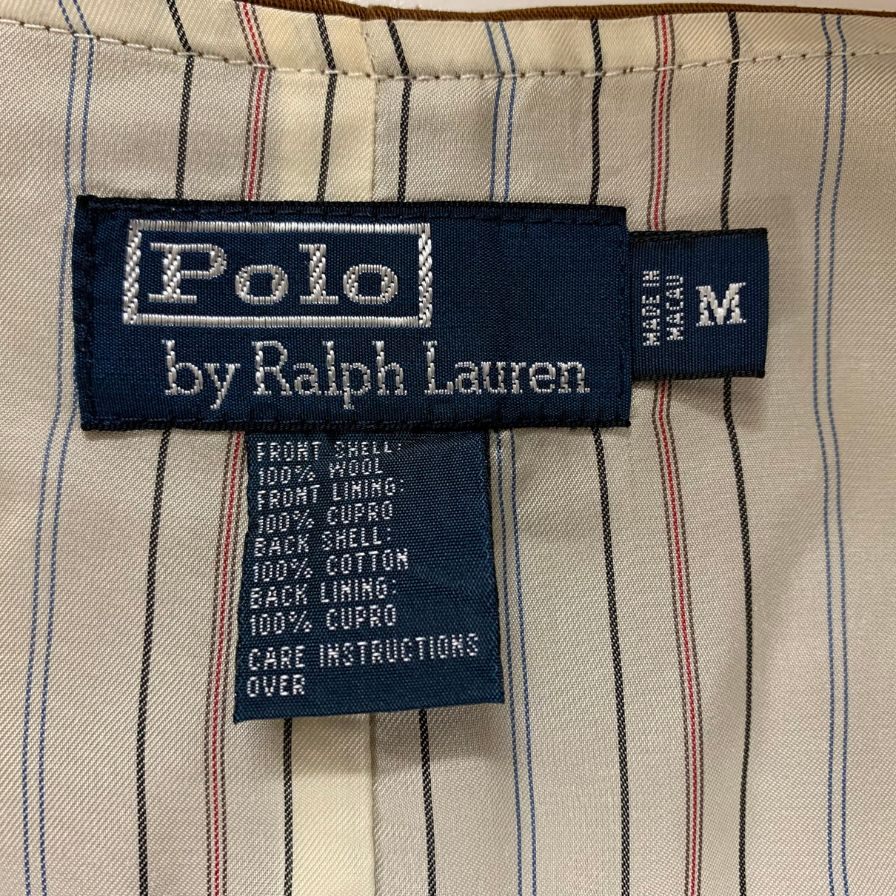 Polo
by Ralph Lauren
MADE IN
MACAU
M
FRONT SHELL:
100% WOOL
FRONT LINING:
100% CUPRO
BACK SHELL:
100% COTTON
BACK LINING:
100% CUPRO
CARE INSTRUCTIONS
OVER